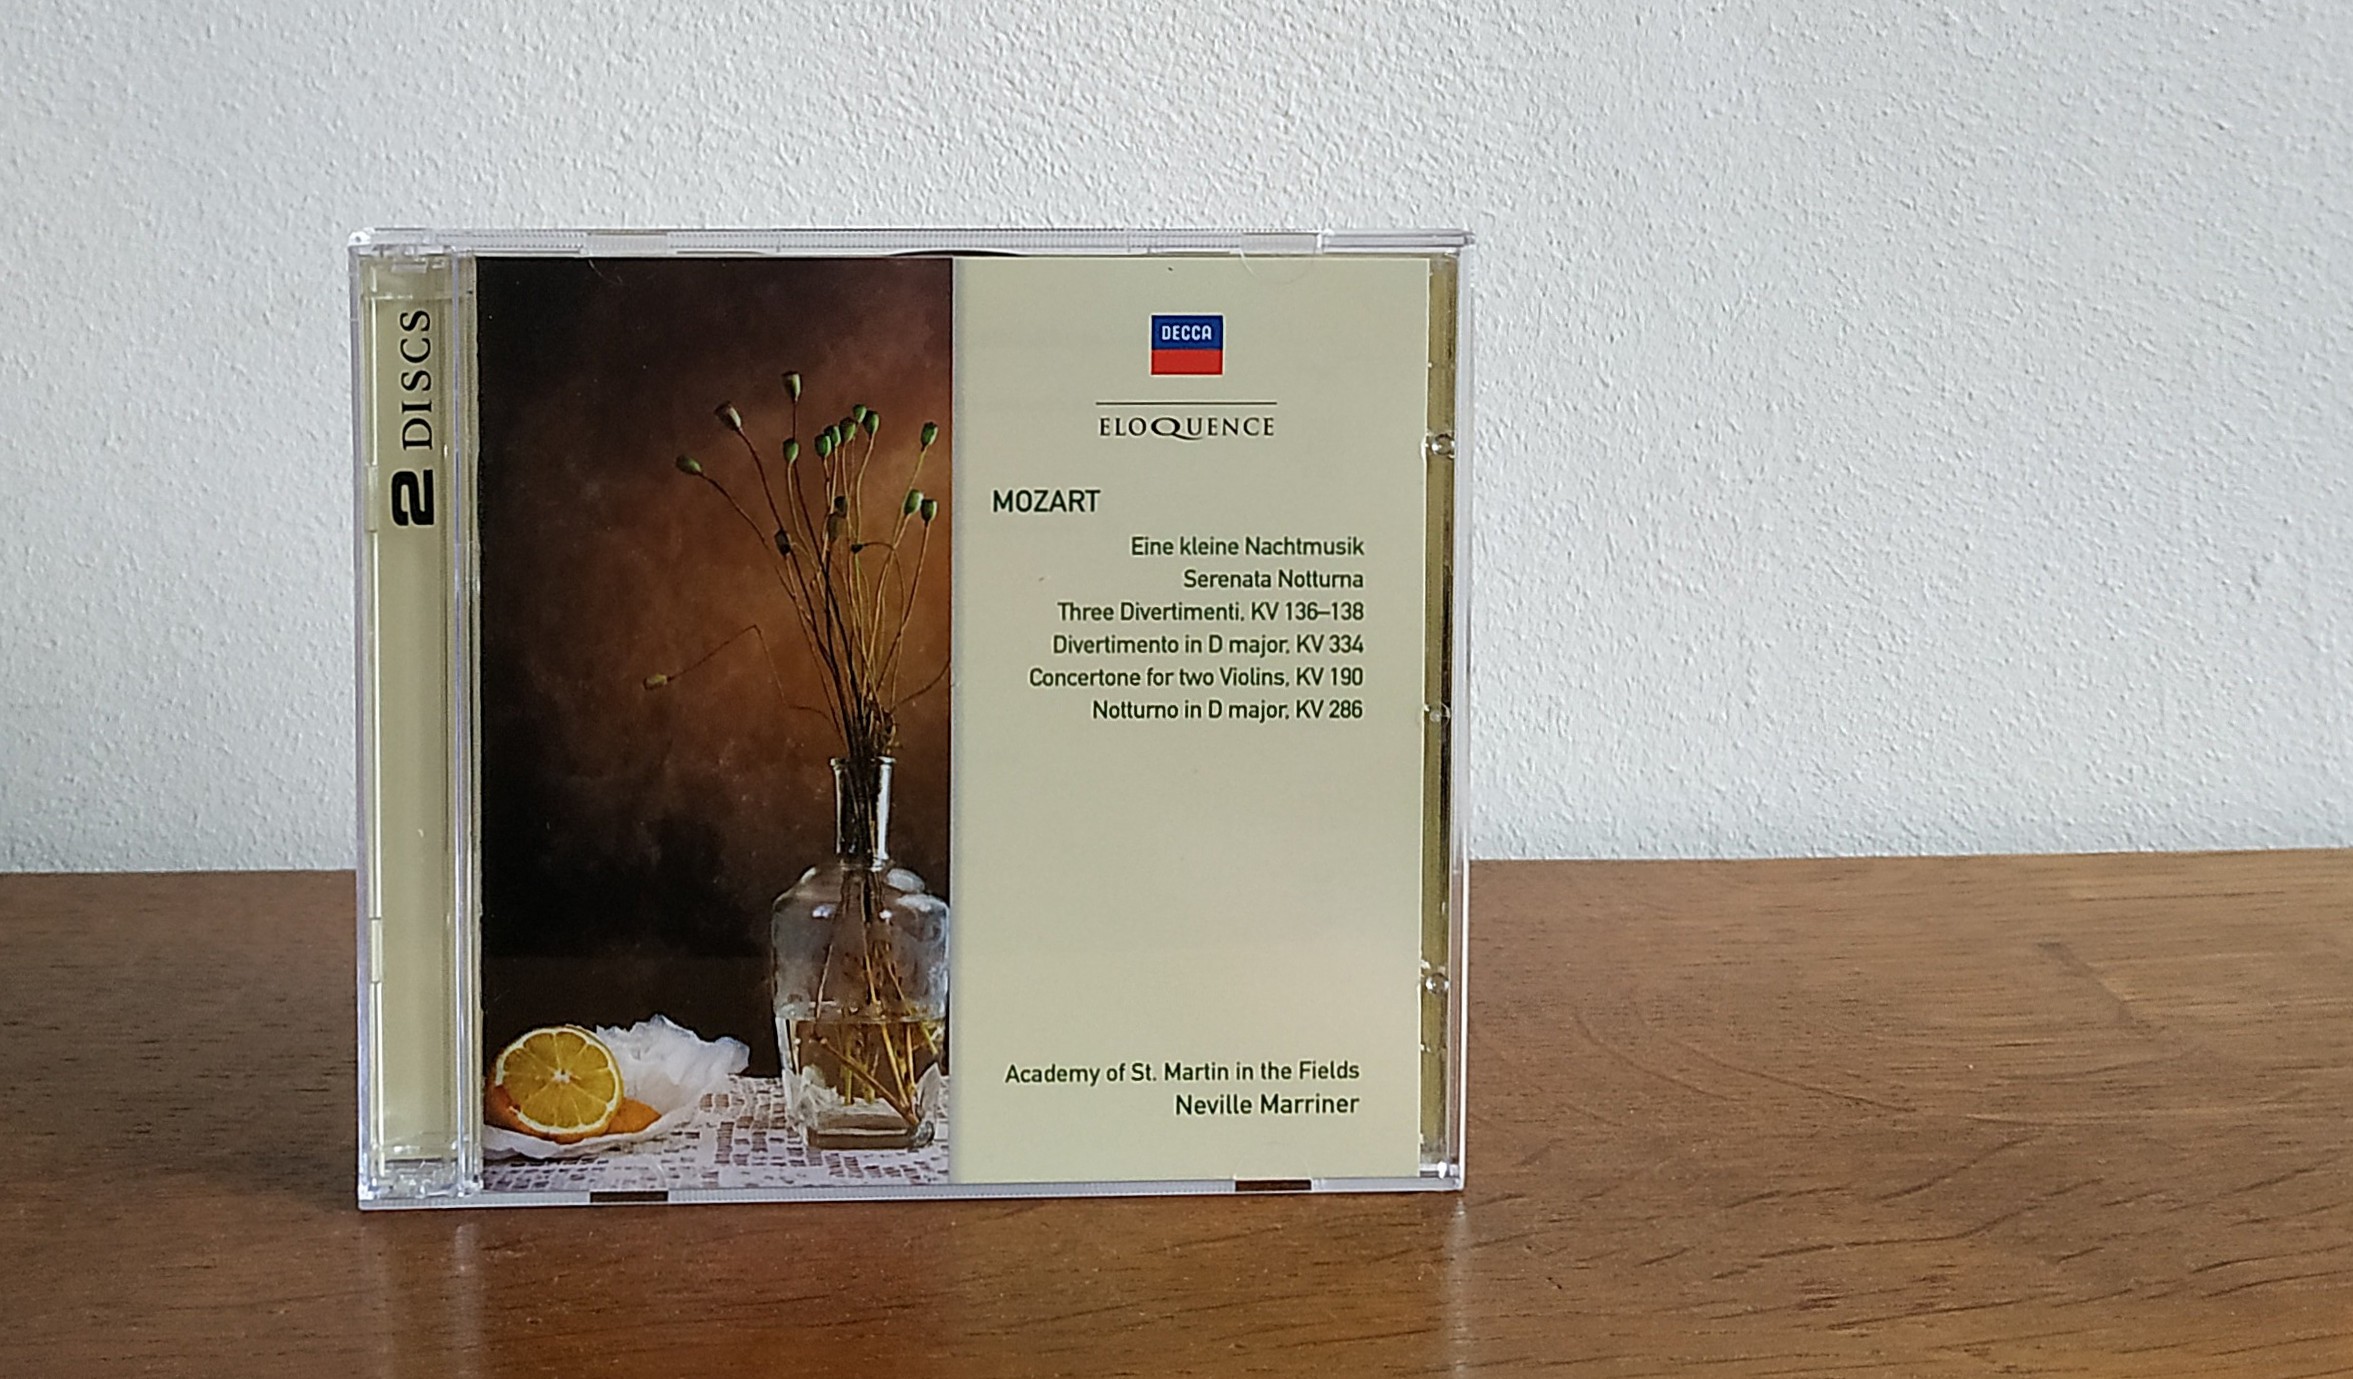 2 DISCS
DECCA
ELOQUENCE
MOZART
Eine kleine Nachtmusik
Serenata Notturna
Three Divertimenti, KV 136–138
Divertimento in D major, KV 334
Concertone for two Violins, KV 190
Notturno in D major, KV 286
Academy of St. Martin in the Fields
Neville Marriner